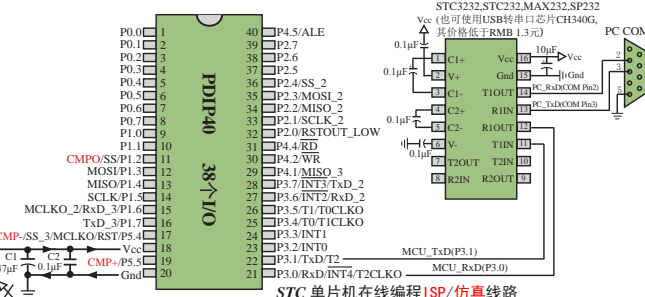 STC3232,STC232,MAX232,SP232
Vcc (也可使用USB转串口芯片CH340G,
其价格低于RMB 1.3元)
PC COM
0.1μF
10μF
Vcc
0.1μF
1 C1+ Vcc 16
2 V+ Gnd 15 Gnd
3 C1- T1OUT 14 PC_RxD(COM Pin2) 2
4 C2+ R1IN 13 PC_TxD(COM Pin3) 3
0.1μF
5 C2- R1OUT 12 5
6 V- T1IN 11
0.1μF
7 T2OUT T2IN 10
8 R2IN R2OUT 9
PDIP40 38个I/O
P0.0 1 40 P4.5/ALE
P0.1 2 39 P2.7
P0.2 3 38 P2.6
P0.3 4 37 P2.5
P0.4 5 36 P2.4/SS_2
P0.5 6 35 P2.3/MOSI_2
P0.6 7 34 P2.2/MISO_2
P0.7 8 33 P2.1/SCLK_2
P1.0 9 32 P2.0/RSTOUT_LOW
P1.1 10 31 P4.4/RD
CMPO/SS/P1.2 11 30 P4.2/WR
MOSI/P1.3 12 29 P4.1/MISO_3
MISO/P1.4 13 28 P3.7/INT3/TxD_2
SCLK/P1.5 14 27 P3.6/INT2/RxD_2
MCLKO_2/RxD_3/P1.6 15 26 P3.5/T1/T0CLKO
TxD_3/P1.7 16 25 P3.4/T0/T1CLKO
CMP-/SS_3/MCLKO/RST/P5.4 17 24 P3.3/INT1
Vcc 18 23 P3.2/INT0
C1 C2 CMP+/P5.5 19 22 P3.1/TxD/T2 MCU_TxD(P3.1)
47μF 0.1μF Gnd 20 21 P3.0/RxD/INT4/T2CLKO MCU_RxD(P3.0)
STC 单片机在线编程ISP/仿真线路